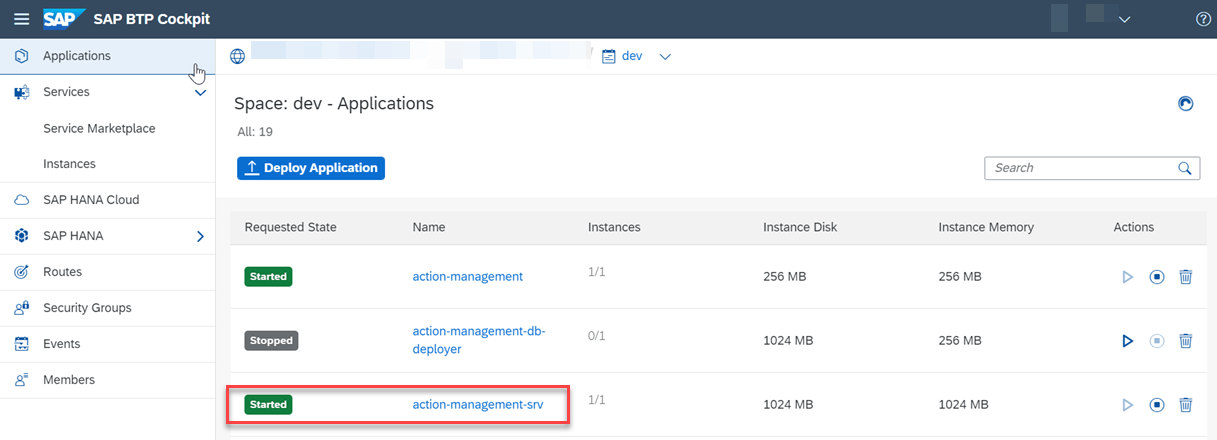 SAP SAP BTP Cockpit
Applications
Services
Service Marketplace
Instances
SAP HANA Cloud
SAP HANA
Routes
Security Groups
Events
Members
/ dev
Space: dev - Applications
All: 19
Deploy Application
Search
Requested State Name Instances Instance Disk Instance Memory Actions
Started action-management 1/1 256 MB 256 MB
Stopped action-management-db-
deployer 0/1 1024 MB 256 MB
Started action-management-srv 1/1 1024 MB 1024 MB